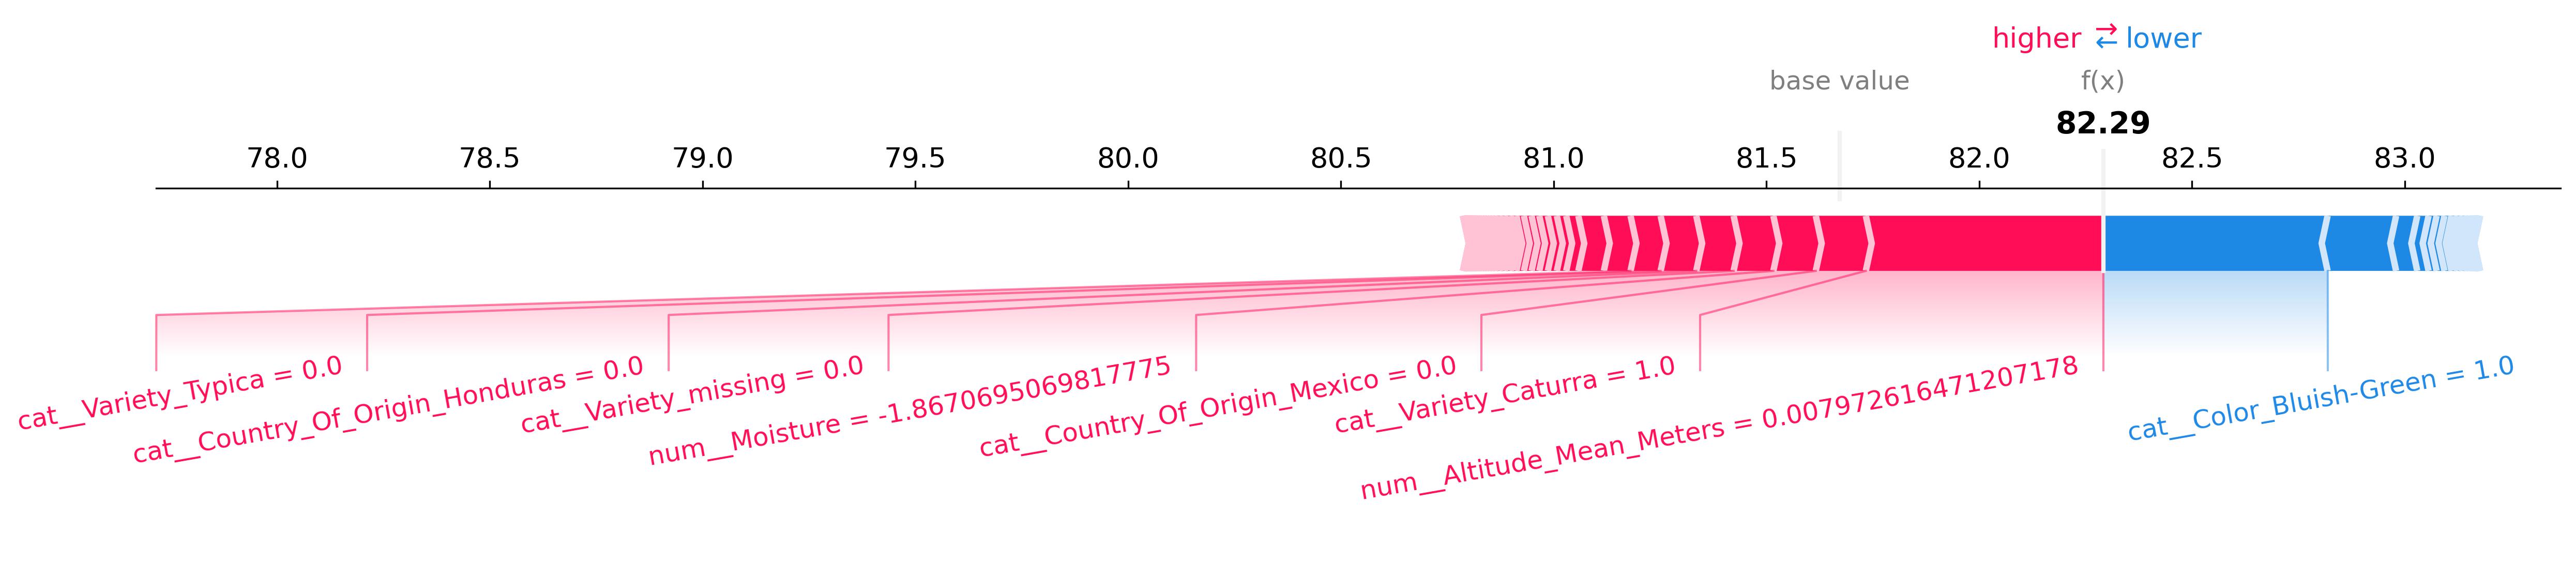 higher ⇄ lower
base value f(x)
82.29
78.0 78.5 79.0 79.5 80.0 80.5 81.0 81.5 82.0 82.5 83.0
cat__Variety_Typica = 0.0
cat__Country_Of_Origin_Honduras = 0.0
cat__Variety_missing = 0.0
num__Moisture = -1.8670695069817775
cat__Country_Of_Origin_Mexico = 0.0
cat__Variety_Caturra = 1.0
num__Altitude_Mean_Meters = 0.007972616471207178
cat__Color_Bluish-Green = 1.0